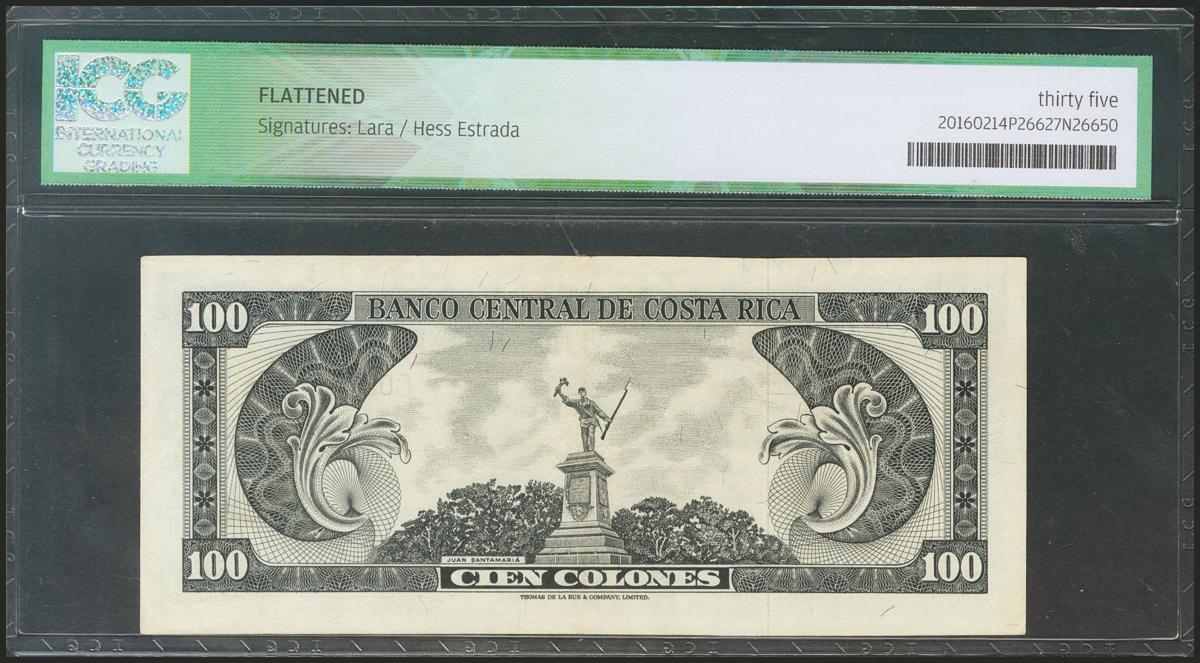 ICG
INTERNATIONAL
CURRENCY
GRADING
FLATTENED
Signatures: Lara / Hess Estrada
thirty five
20160214P26627N26650
100 BANCO CENTRAL DE COSTA RICA 100
JUAN SANTAMARIA
100 CIEN COLONES 100
THOMAS DE LA RUE & COMPANY, LIMITED.